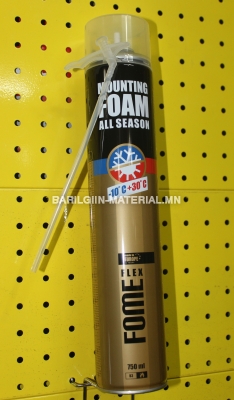 MOUNTING
FOAM
ALL SEASON
-10°C +30°C
BARILGIIN-MATERIAL.MN
FOME
FLEX
750 ml